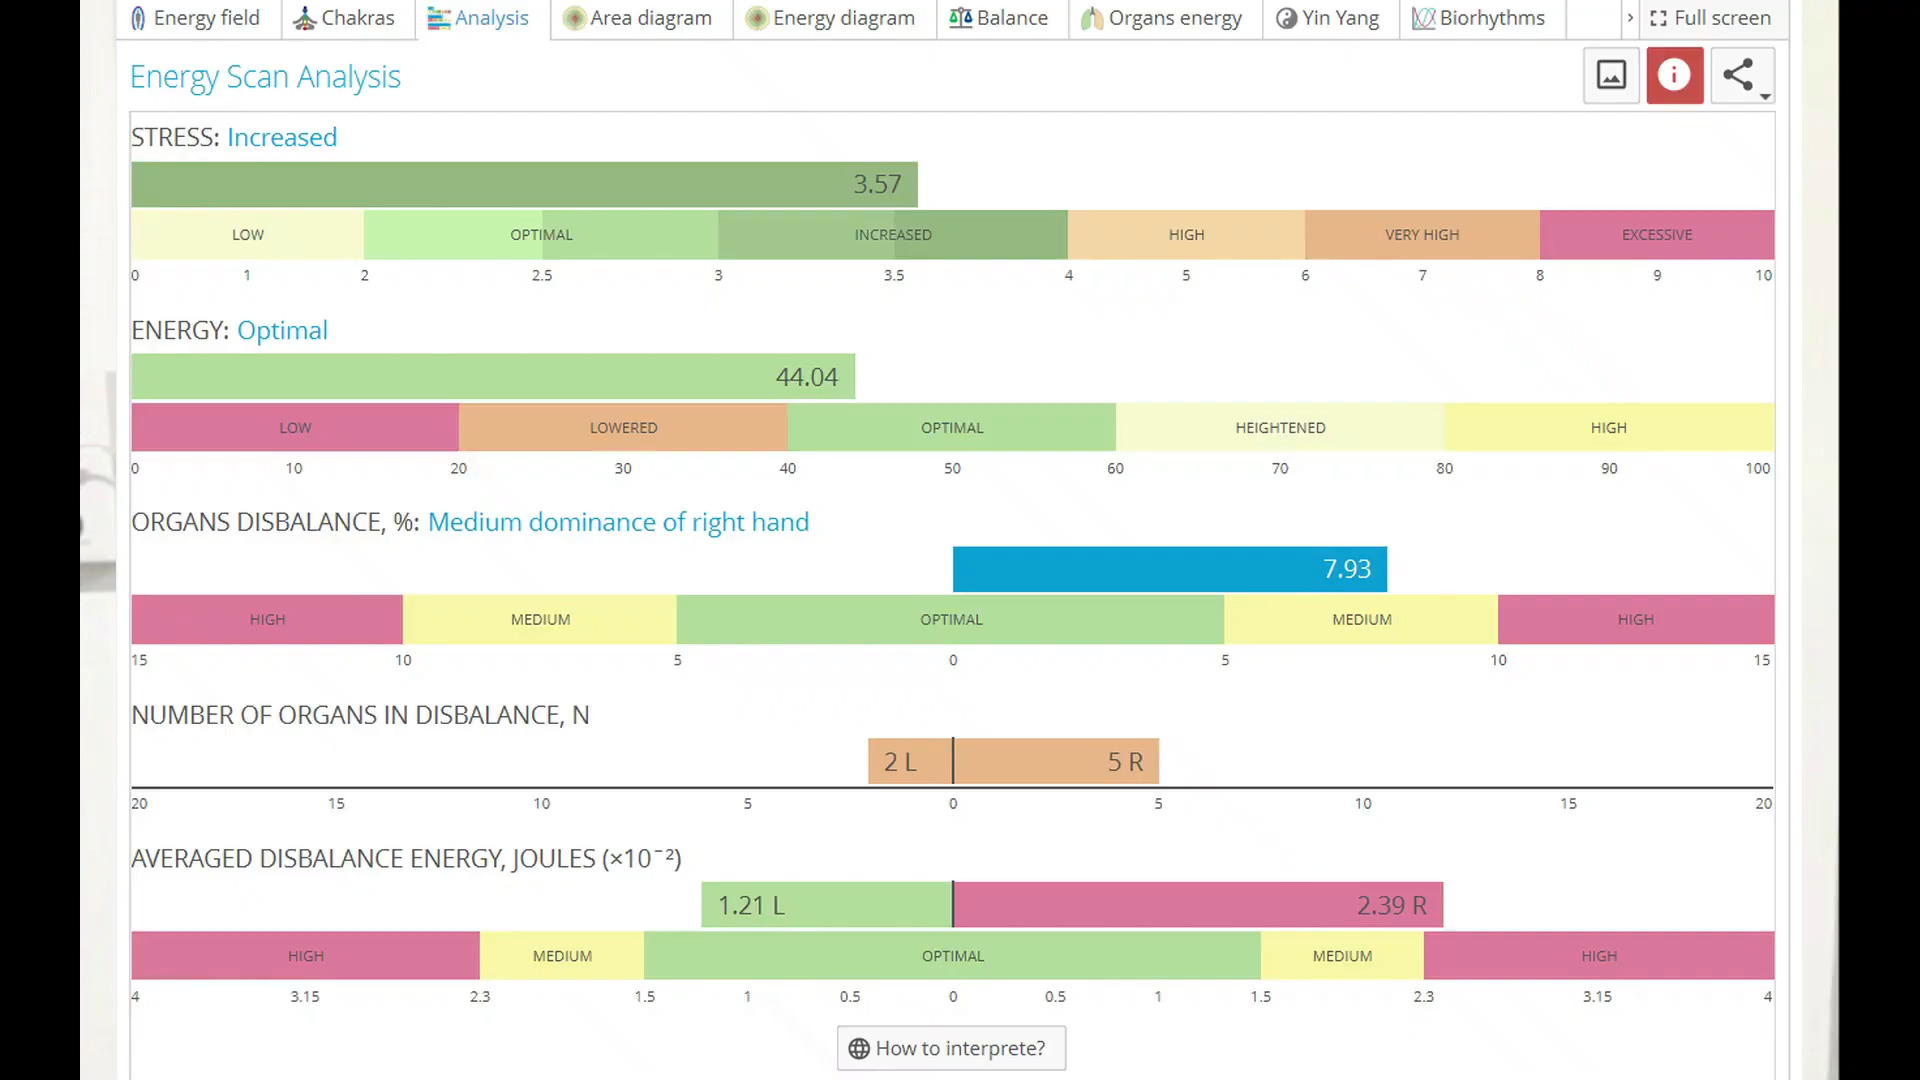 Energy field Chakras Analysis Area diagram Energy diagram Balance Organs energy Yin Yang Biorhythms Full screen
Energy Scan Analysis
STRESS: Increased
3.57
LOW OPTIMAL INCREASED HIGH VERY HIGH EXCESSIVE
0 1 2 2.5 3 3.5 4 5 6 7 8 9 10
ENERGY: Optimal
44.04
LOW LOWERED OPTIMAL HEIGHTENED HIGH
0 10 20 30 40 50 60 70 80 90 100
ORGANS DISBALANCE, %: Medium dominance of right hand
7.93
HIGH MEDIUM OPTIMAL MEDIUM HIGH
15 10 5 0 5 10 15
NUMBER OF ORGANS IN DISBALANCE, N
2 L 5 R
20 15 10 5 0 5 10 15 20
AVERAGED DISBALANCE ENERGY, JOULES (×10⁻²)
1.21 L 2.39 R
HIGH MEDIUM OPTIMAL MEDIUM HIGH
4 3.15 2.3 1.5 1 0.5 0 0.5 1 1.5 2.3 3.15 4
How to interprete?